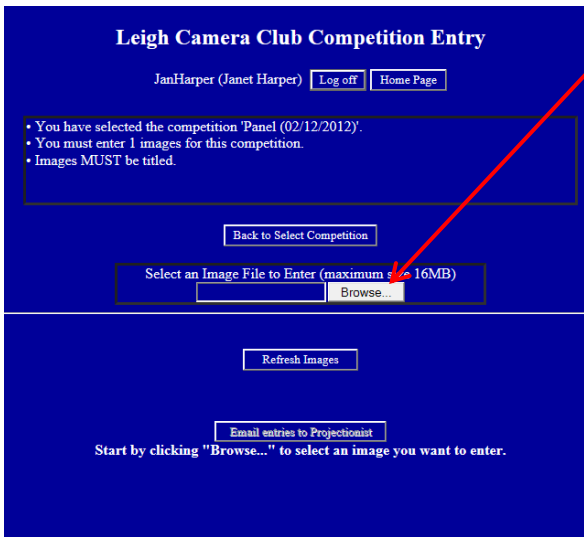 Leigh Camera Club Competition Entry
JanHarper (Janet Harper) Log off Home Page
• You have selected the competition 'Panel (02/12/2012)'.
• You must enter 1 images for this competition.
• Images MUST be titled.
Back to Select Competition
Select an Image File to Enter (maximum size 16MB)
Browse...
Refresh Images
Email entries to Projectionist
Start by clicking "Browse..." to select an image you want to enter.